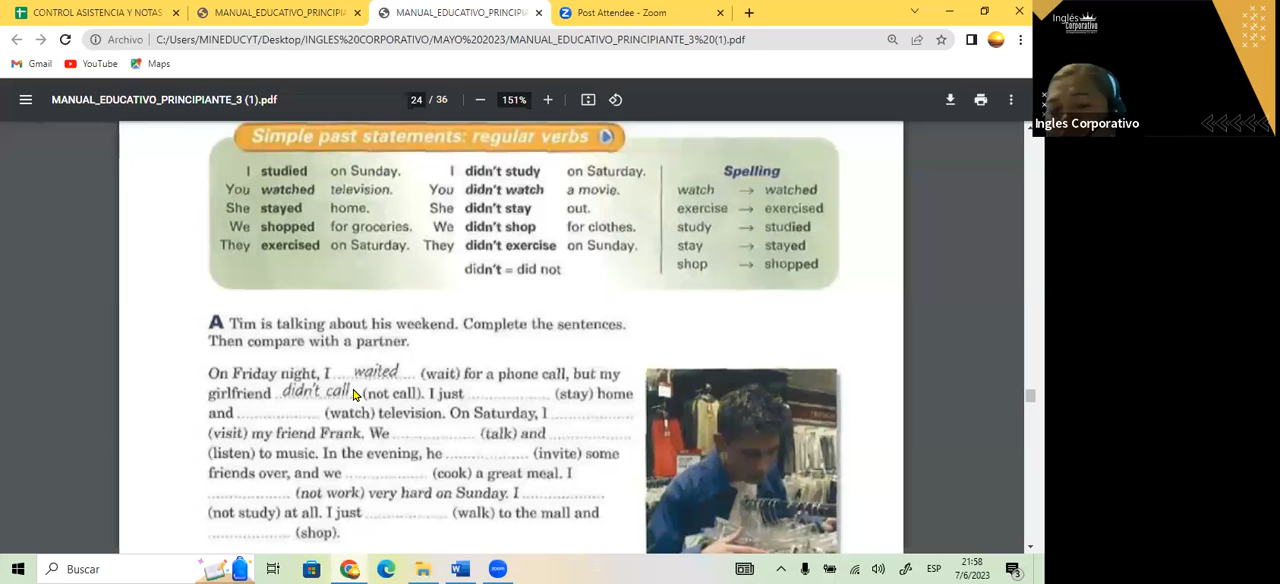 CONTROL ASISTENCIA Y NOTAS
MANUAL_EDUCATIVO_PRINCIPIA
MANUAL_EDUCATIVO_PRINCIPIA
Post Attendee - Zoom
Archivo
C:/Users/MINEDUCYT/Desktop/INGLES%20CORPORATIVO/MAYO%202023/MANUAL_EDUCATIVO_PRINCIPIANTE_3%20(1).pdf
Gmail
YouTube
Maps
MANUAL_EDUCATIVO_PRINCIPIANTE_3 (1).pdf
24 / 36
151%
Inglés
Corporativo
Ingles Corporativo
Simple past statements: regular verbs
I studied on Sunday. I didn't study on Saturday. Spelling
You watched television. You didn't watch a movie. watch → watched
She stayed home. She didn't stay out. exercise → exercised
We shopped for groceries. We didn't shop for clothes. study → studied
They exercised on Saturday. They didn't exercise on Sunday. stay → stayed
didn't = did not shop → shopped
A Tim is talking about his weekend. Complete the sentences.
Then compare with a partner.
On Friday night, I waited (wait) for a phone call, but my
girlfriend didn't call (not call). I just (stay) home
and (watch) television. On Saturday, I
(visit) my friend Frank. We (talk) and
(listen) to music. In the evening, he (invite) some
friends over, and we (cook) a great meal. I
(not work) very hard on Sunday. I
(not study) at all. I just (walk) to the mall and
(shop).
Buscar
ESP
21:58
7/6/2023
3